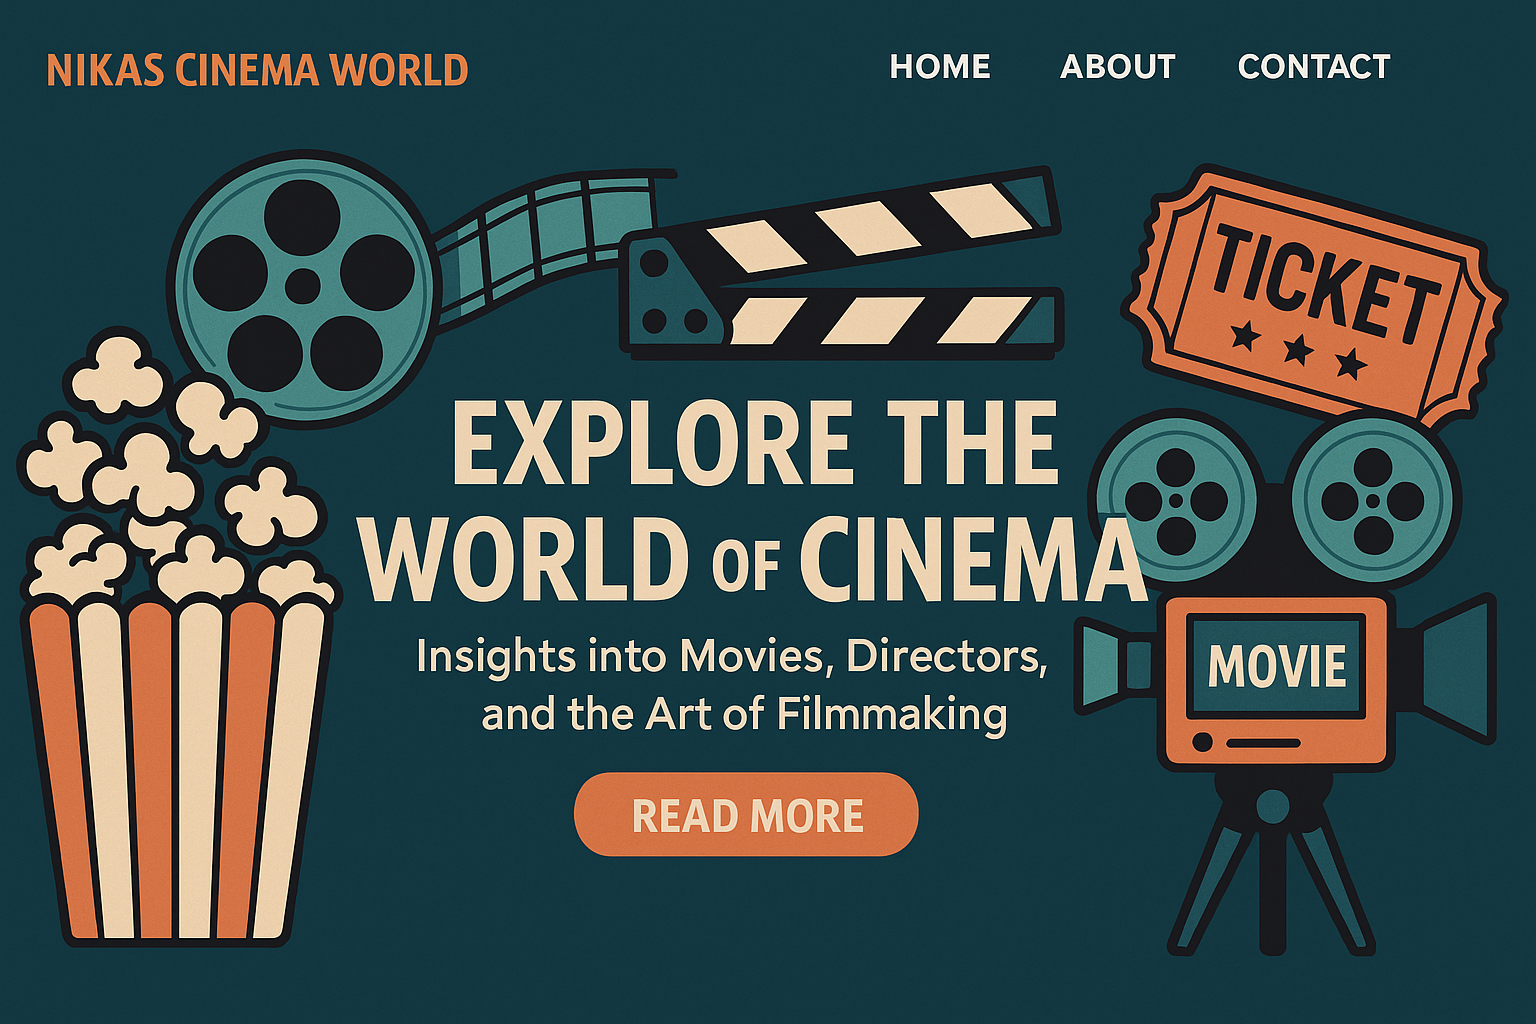 NIKAS CINEMA WORLD
HOME ABOUT CONTACT
TICKET
EXPLORE THE
WORLD OF CINEMA
Insights into Movies, Directors,
and the Art of Filmmaking
MOVIE
READ MORE